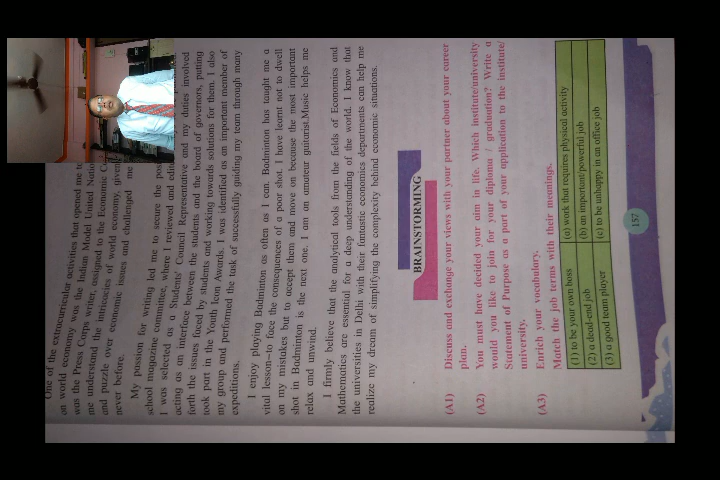 One of the extracurricular activities that opened me to
on world economy was the Indian Model United Natio
was the Press Corps writer, assigned to the Economic
me understand the intricacies of world economy, given
and puzzle over economic issues and challenged me
never before.
My passion for writing led me to secure the pos
school magazine committee, where I reviewed and edi
I was selected as a Students' Council Representative and my duties involved
acting as an interface between the students and the board of governors, putting
forth the issues faced by students and working towards solutions for them. I also
took part in the Youth Icon Awards. I was identified as an important member of
my group and performed the task of successfully guiding my team through many
expeditions.
I enjoy playing Badminton as often as I can. Badminton has taught me a
vital lesson–to face the consequences of a poor shot. I have learnt not to dwell
on my mistakes but to accept them and move on because the most important
shot in Badminton is the next one. I am an amateur guitarist.Music helps me
relax and unwind.
I firmly believe that the analytical tools from the fields of Economics and
Mathematics are essential for a deep understanding of the world. I know that
the universities in Delhi with their fantastic economics departments can help me
realize my dream of simplifying the complexity behind economic situations.
BRAINSTORMING
(A1) Discuss and exchange your views with your partner about your career
plan.
(A2) You must have decided your aim in life. Which institute/university
would you like to join for your diploma / graduation? Write a
Statement of Purpose as a part of your application to the institute/
university.
(A3) Enrich your vocabulary.
Match the job terms with their meanings.
(1) to be your own boss (a) work that requires physical activity
(2) a dead-end job (b) an important/powerful job
(3) a good team player (c) to be unhappy in an office job
157